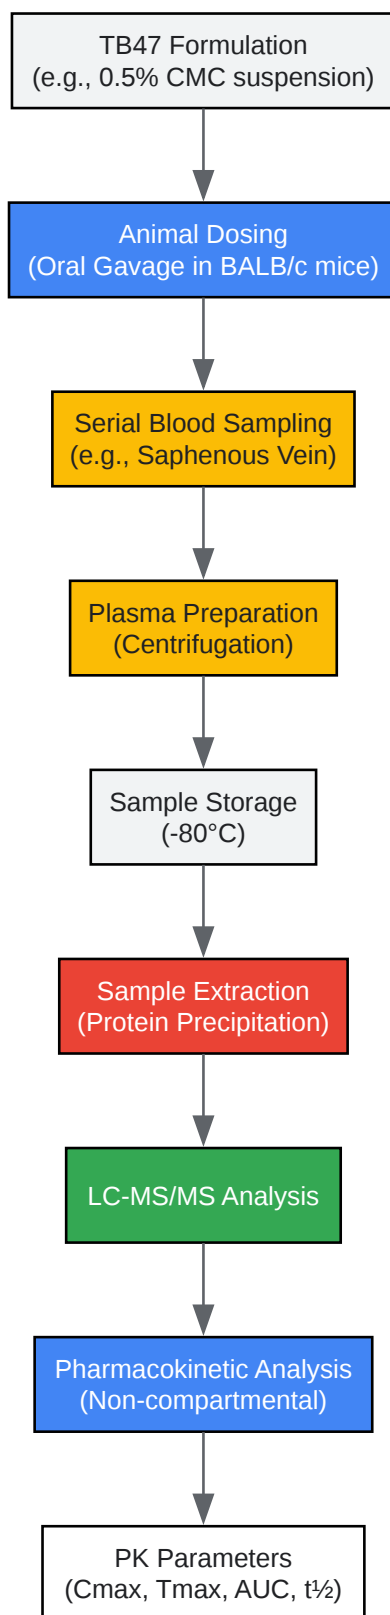 TB47 Formulation
(e.g., 0.5% CMC suspension)
Animal Dosing
(Oral Gavage in BALB/c mice)
Serial Blood Sampling
(e.g., Saphenous Vein)
Plasma Preparation
(Centrifugation)
Sample Storage
(-80°C)
Sample Extraction
(Protein Precipitation)
LC-MS/MS Analysis
Pharmacokinetic Analysis
(Non-compartmental)
PK Parameters
(Cmax, Tmax, AUC, t½)